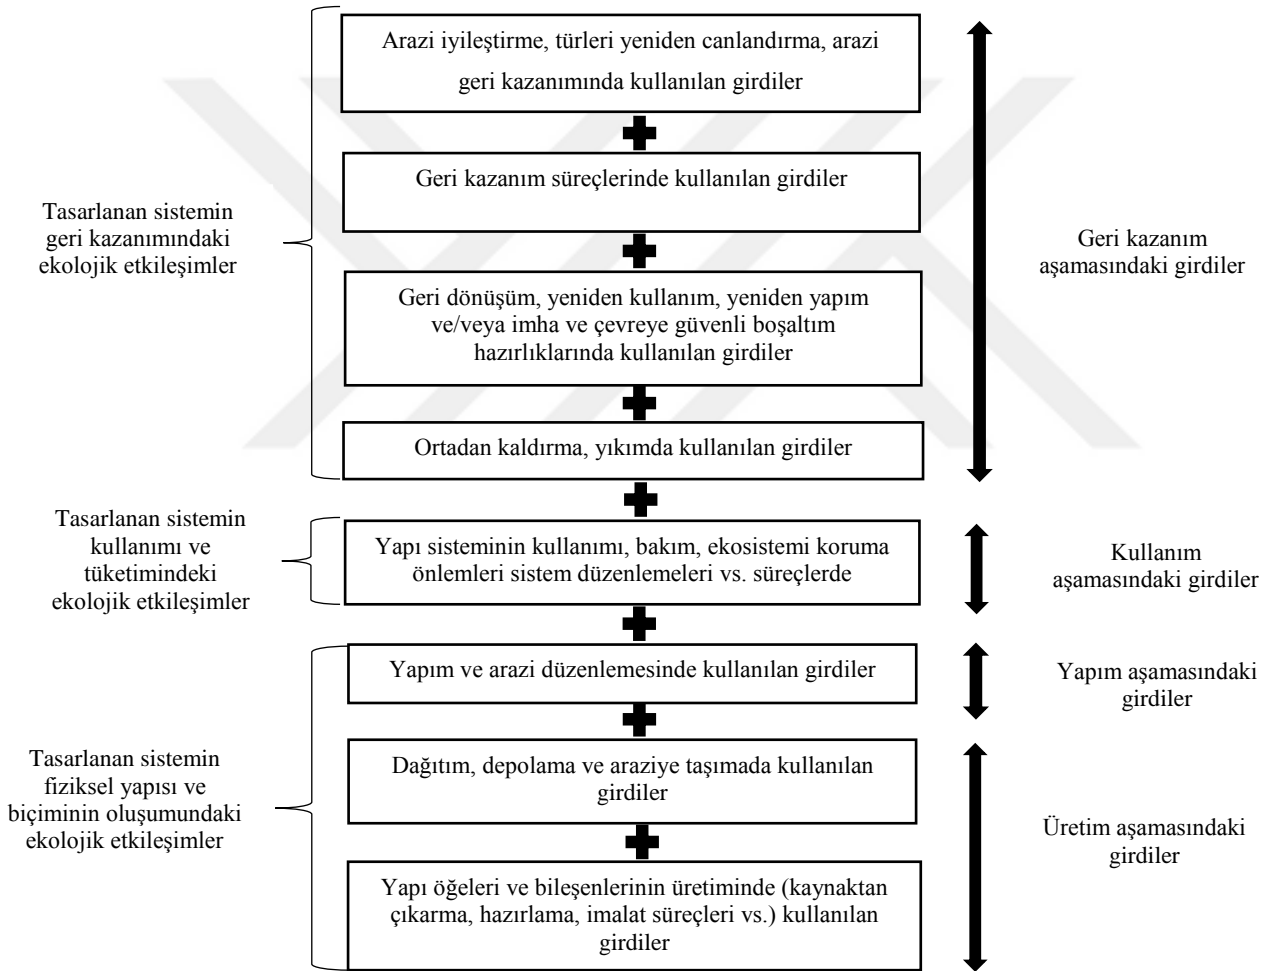 Arazi iyileştirme, türleri yeniden canlandırma, arazi
geri kazanımında kullanılan girdiler
Geri kazanım süreçlerinde kullanılan girdiler
Tasarlanan sistemin
geri kazanımındaki
ekolojik etkileşimler
Geri kazanım
aşamasındaki girdiler
Geri dönüşüm, yeniden kullanım, yeniden yapım
ve/veya imha ve çevreye güvenli boşaltım
hazırlıklarında kullanılan girdiler
Ortadan kaldırma, yıkımda kullanılan girdiler
Tasarlanan sistemin
kullanımı ve
tüketimindeki
ekolojik etkileşimler
Yapı sisteminin kullanımı, bakım, ekosistemi koruma
önlemleri sistem düzenlemeleri vs. süreçlerde
Kullanım
aşamasındaki girdiler
Yapım ve arazi düzenlemesinde kullanılan girdiler
Yapım aşamasındaki
girdiler
Tasarlanan sistemin
fiziksel yapısı ve
biçiminin oluşumundaki
ekolojik etkileşimler
Dağıtım, depolama ve araziye taşımada kullanılan
girdiler
Üretim aşamasındaki
girdiler
Yapı öğeleri ve bileşenlerinin üretiminde (kaynaktan
çıkarma, hazırlama, imalat süreçleri vs.) kullanılan
girdiler